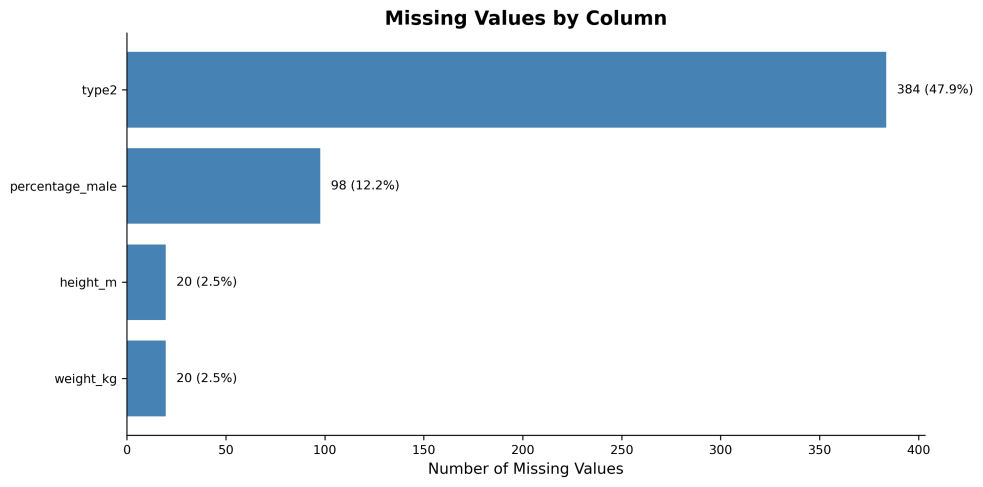 Missing Values by Column
type2
384 (47.9%)
percentage_male
98 (12.2%)
height_m
20 (2.5%)
weight_kg
20 (2.5%)
0 50 100 150 200 250 300 350 400
Number of Missing Values